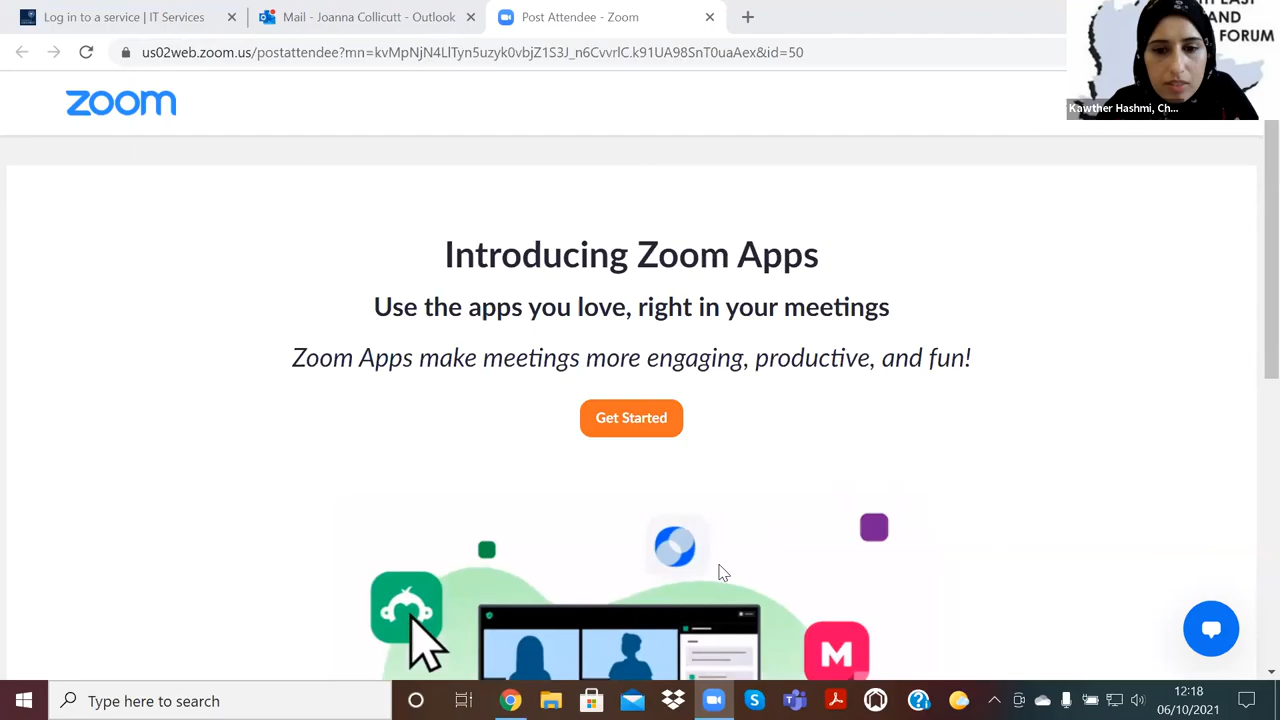 Log in to a service | IT Services
Mail - Joanna Collicutt - Outlook
Post Attendee - Zoom
us02web.zoom.us/postattendee?mn=kvMpNjN4LlTyn5uzyk0vbjZ1S3J_n6CvvrlC.k91UA98SnT0uaAex&id=50
EAST
AND
FORUM
Kawther Hashmi, Ch...
zoom
Introducing Zoom Apps
Use the apps you love, right in your meetings
Zoom Apps make meetings more engaging, productive, and fun!
Get Started
M
Type here to search
12:18
06/10/2021